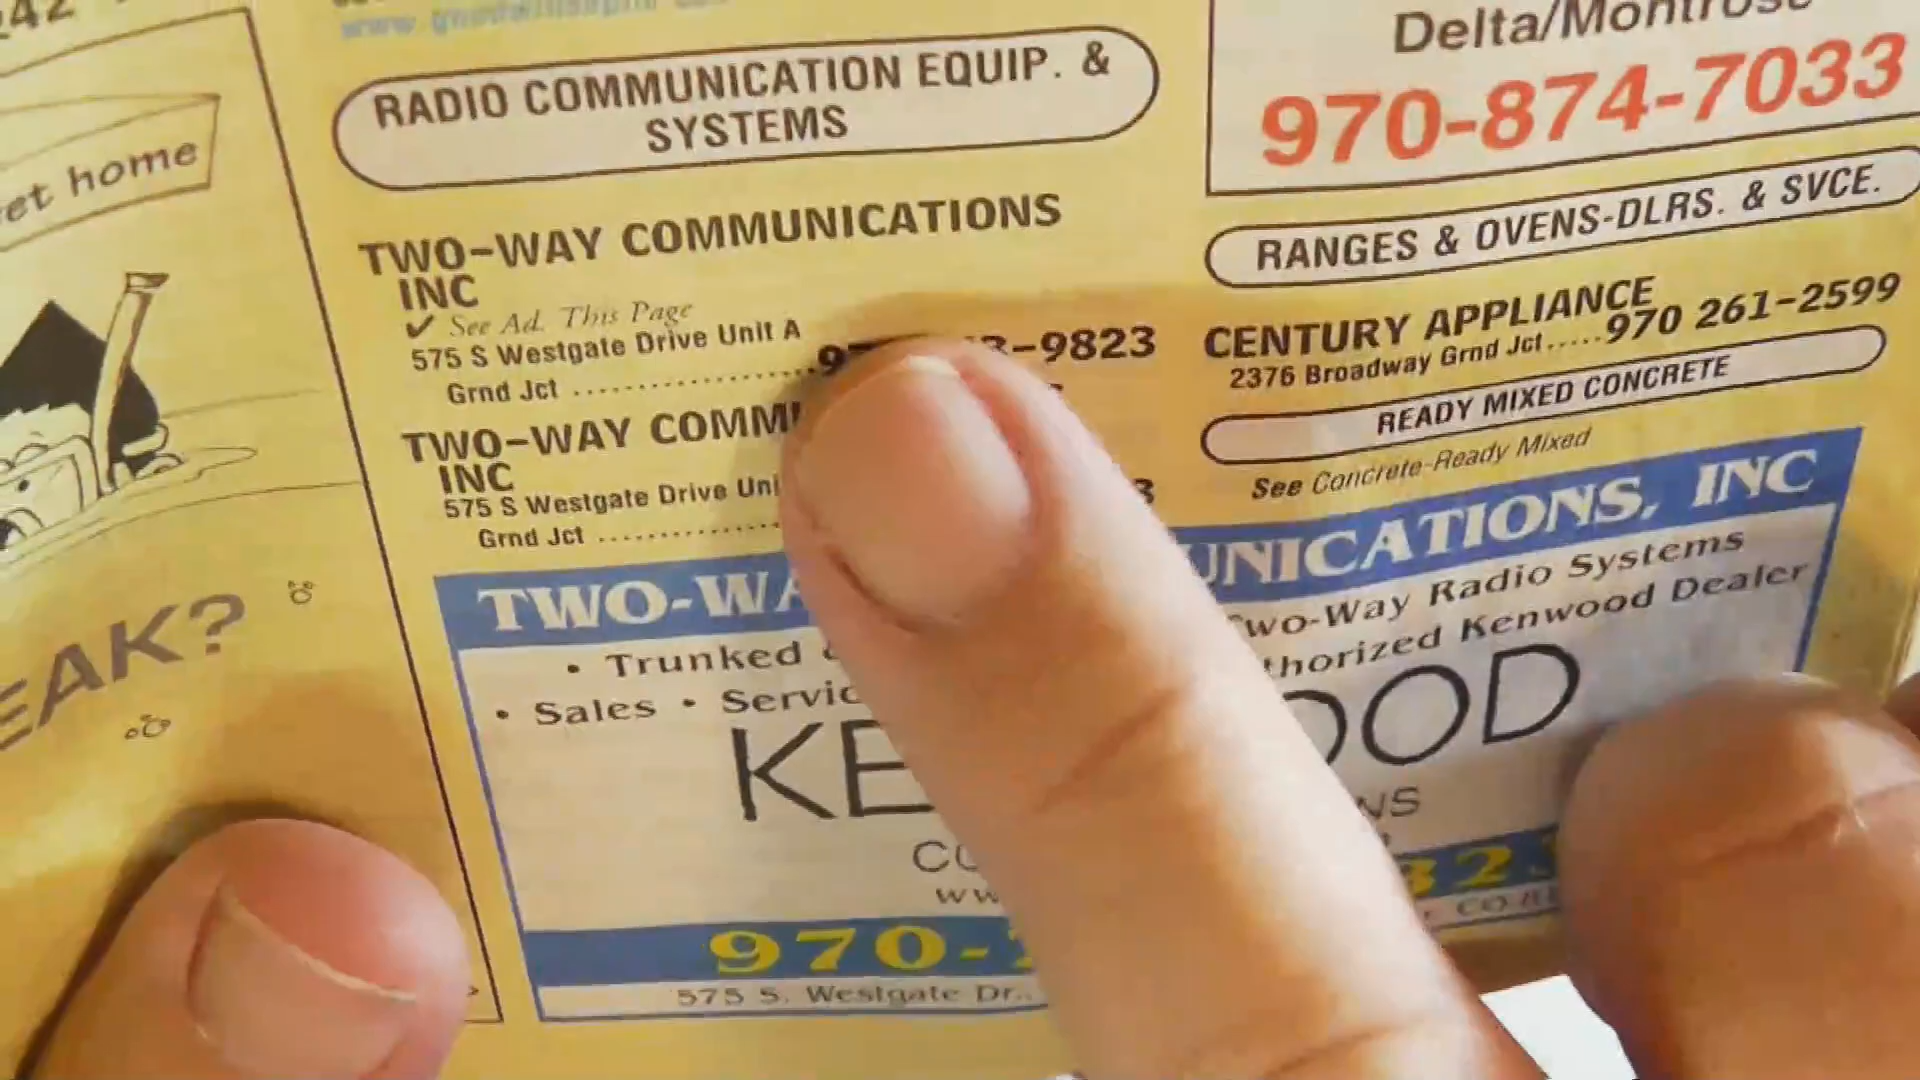 et home
EAK?
RADIO COMMUNICATION EQUIP. &
SYSTEMS
TWO-WAY COMMUNICATIONS
INC
✔ See Ad. This Page
575 S Westgate Drive Unit A
Grnd Jct .................. -9823
TWO-WAY COMM
INC
575 S Westgate Drive Uni
Grnd Jct ..............
Delta/Montrose
970-874-7033
RANGES & OVENS-DLRS. & SVCE.
CENTURY APPLIANCE
2376 Broadway Grnd Jct.....970 261-2599
READY MIXED CONCRETE
See Concrete-Ready Mixed
TWO-WA UNICATIONS, INC
• Trunked Two-Way Radio Systems
• Sales • Servic thorized Kenwood Dealer
KE OOD
970-
575 S. Westgate Dr.